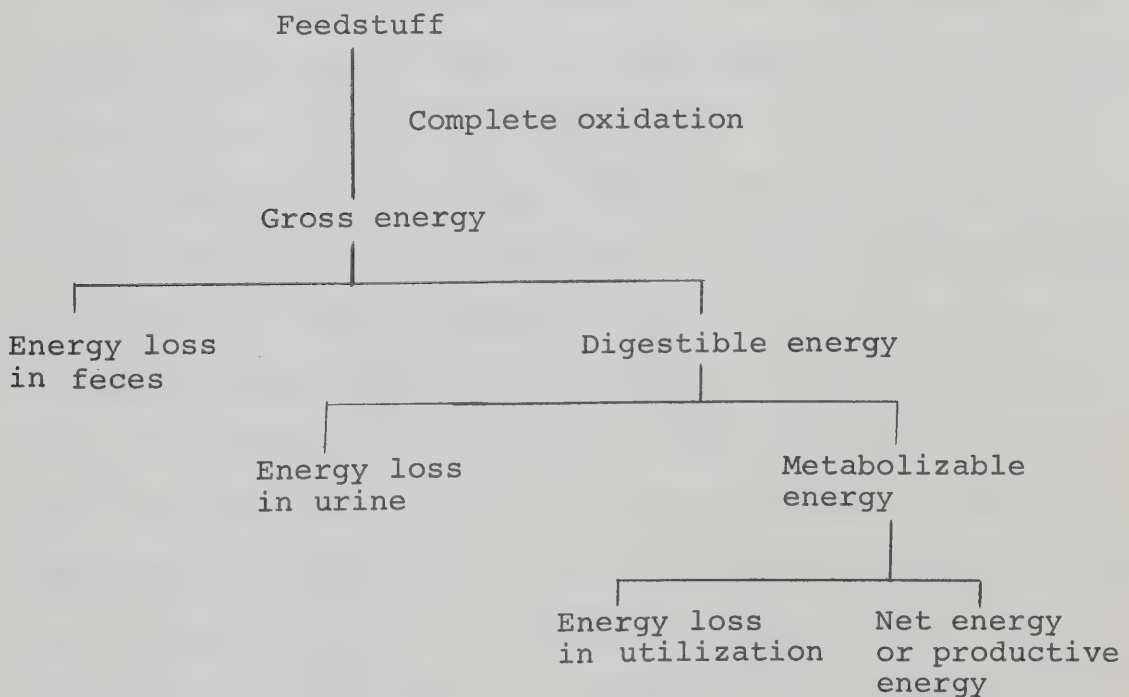 Feedstuff
Complete oxidation
Gross energy
Energy loss
in feces
Digestible energy
Energy loss
in urine
Metabolizable
energy
Energy loss
in utilization
Net energy
or productive
energy